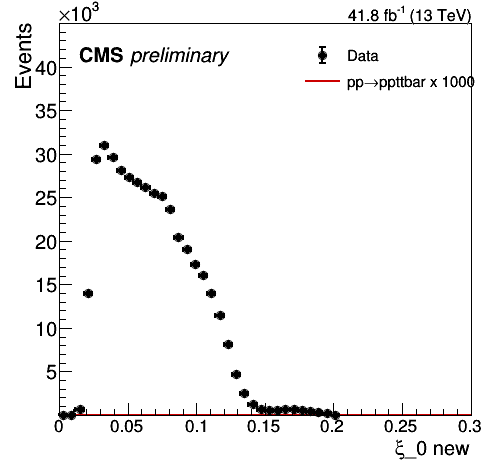 ×10³
41.8 fb⁻¹ (13 TeV)
Events
CMS preliminary
Data
pp→ppttbar x 1000
40
35
30
25
20
15
10
5
0 0.05 0.1 0.15 0.2 0.25 0.3
ξ_0 new